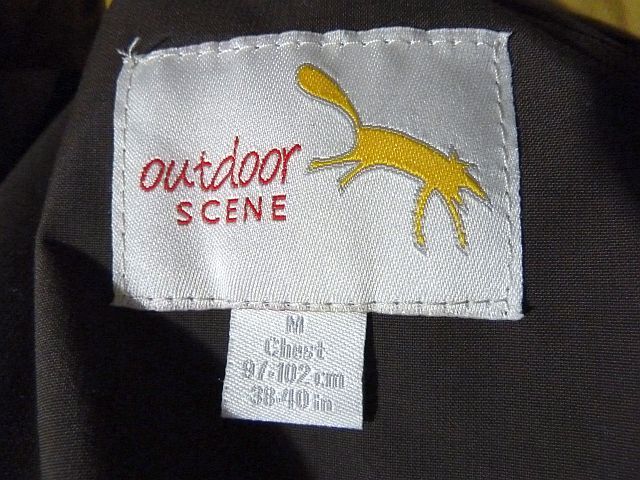 outdoor
SCENE
M
Chest
97-102 cm
38-40 in